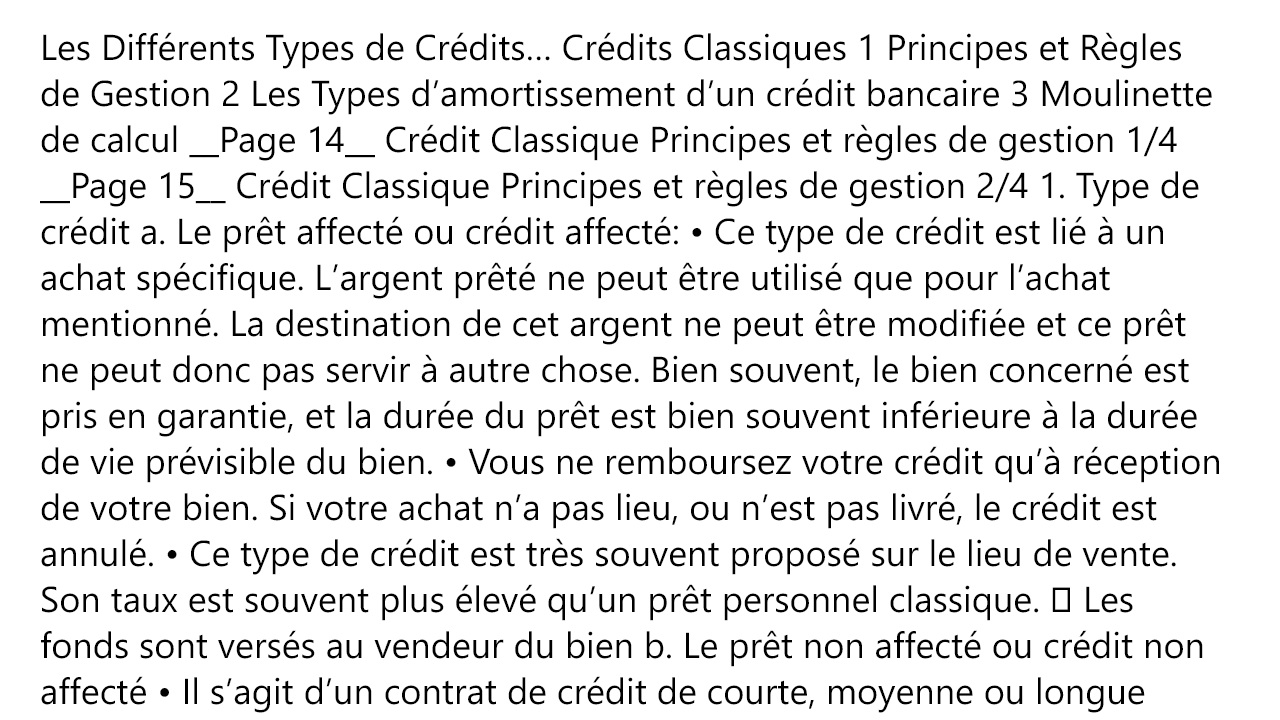 Les Différents Types de Crédits… Crédits Classiques 1 Principes et Règles
de Gestion 2 Les Types d’amortissement d’un crédit bancaire 3 Moulinette
de calcul __Page 14__ Crédit Classique Principes et règles de gestion 1/4
__Page 15__ Crédit Classique Principes et règles de gestion 2/4 1. Type de
crédit a. Le prêt affecté ou crédit affecté: • Ce type de crédit est lié à un
achat spécifique. L’argent prêté ne peut être utilisé que pour l’achat
mentionné. La destination de cet argent ne peut être modifiée et ce prêt
ne peut donc pas servir à autre chose. Bien souvent, le bien concerné est
pris en garantie, et la durée du prêt est bien souvent inférieure à la durée
de vie prévisible du bien. • Vous ne remboursez votre crédit qu’à réception
de votre bien. Si votre achat n’a pas lieu, ou n’est pas livré, le crédit est
annulé. • Ce type de crédit est très souvent proposé sur le lieu de vente.
Son taux est souvent plus élevé qu’un prêt personnel classique.  Les
fonds sont versés au vendeur du bien b. Le prêt non affecté ou crédit non
affecté • Il s’agit d’un contrat de crédit de courte, moyenne ou longue